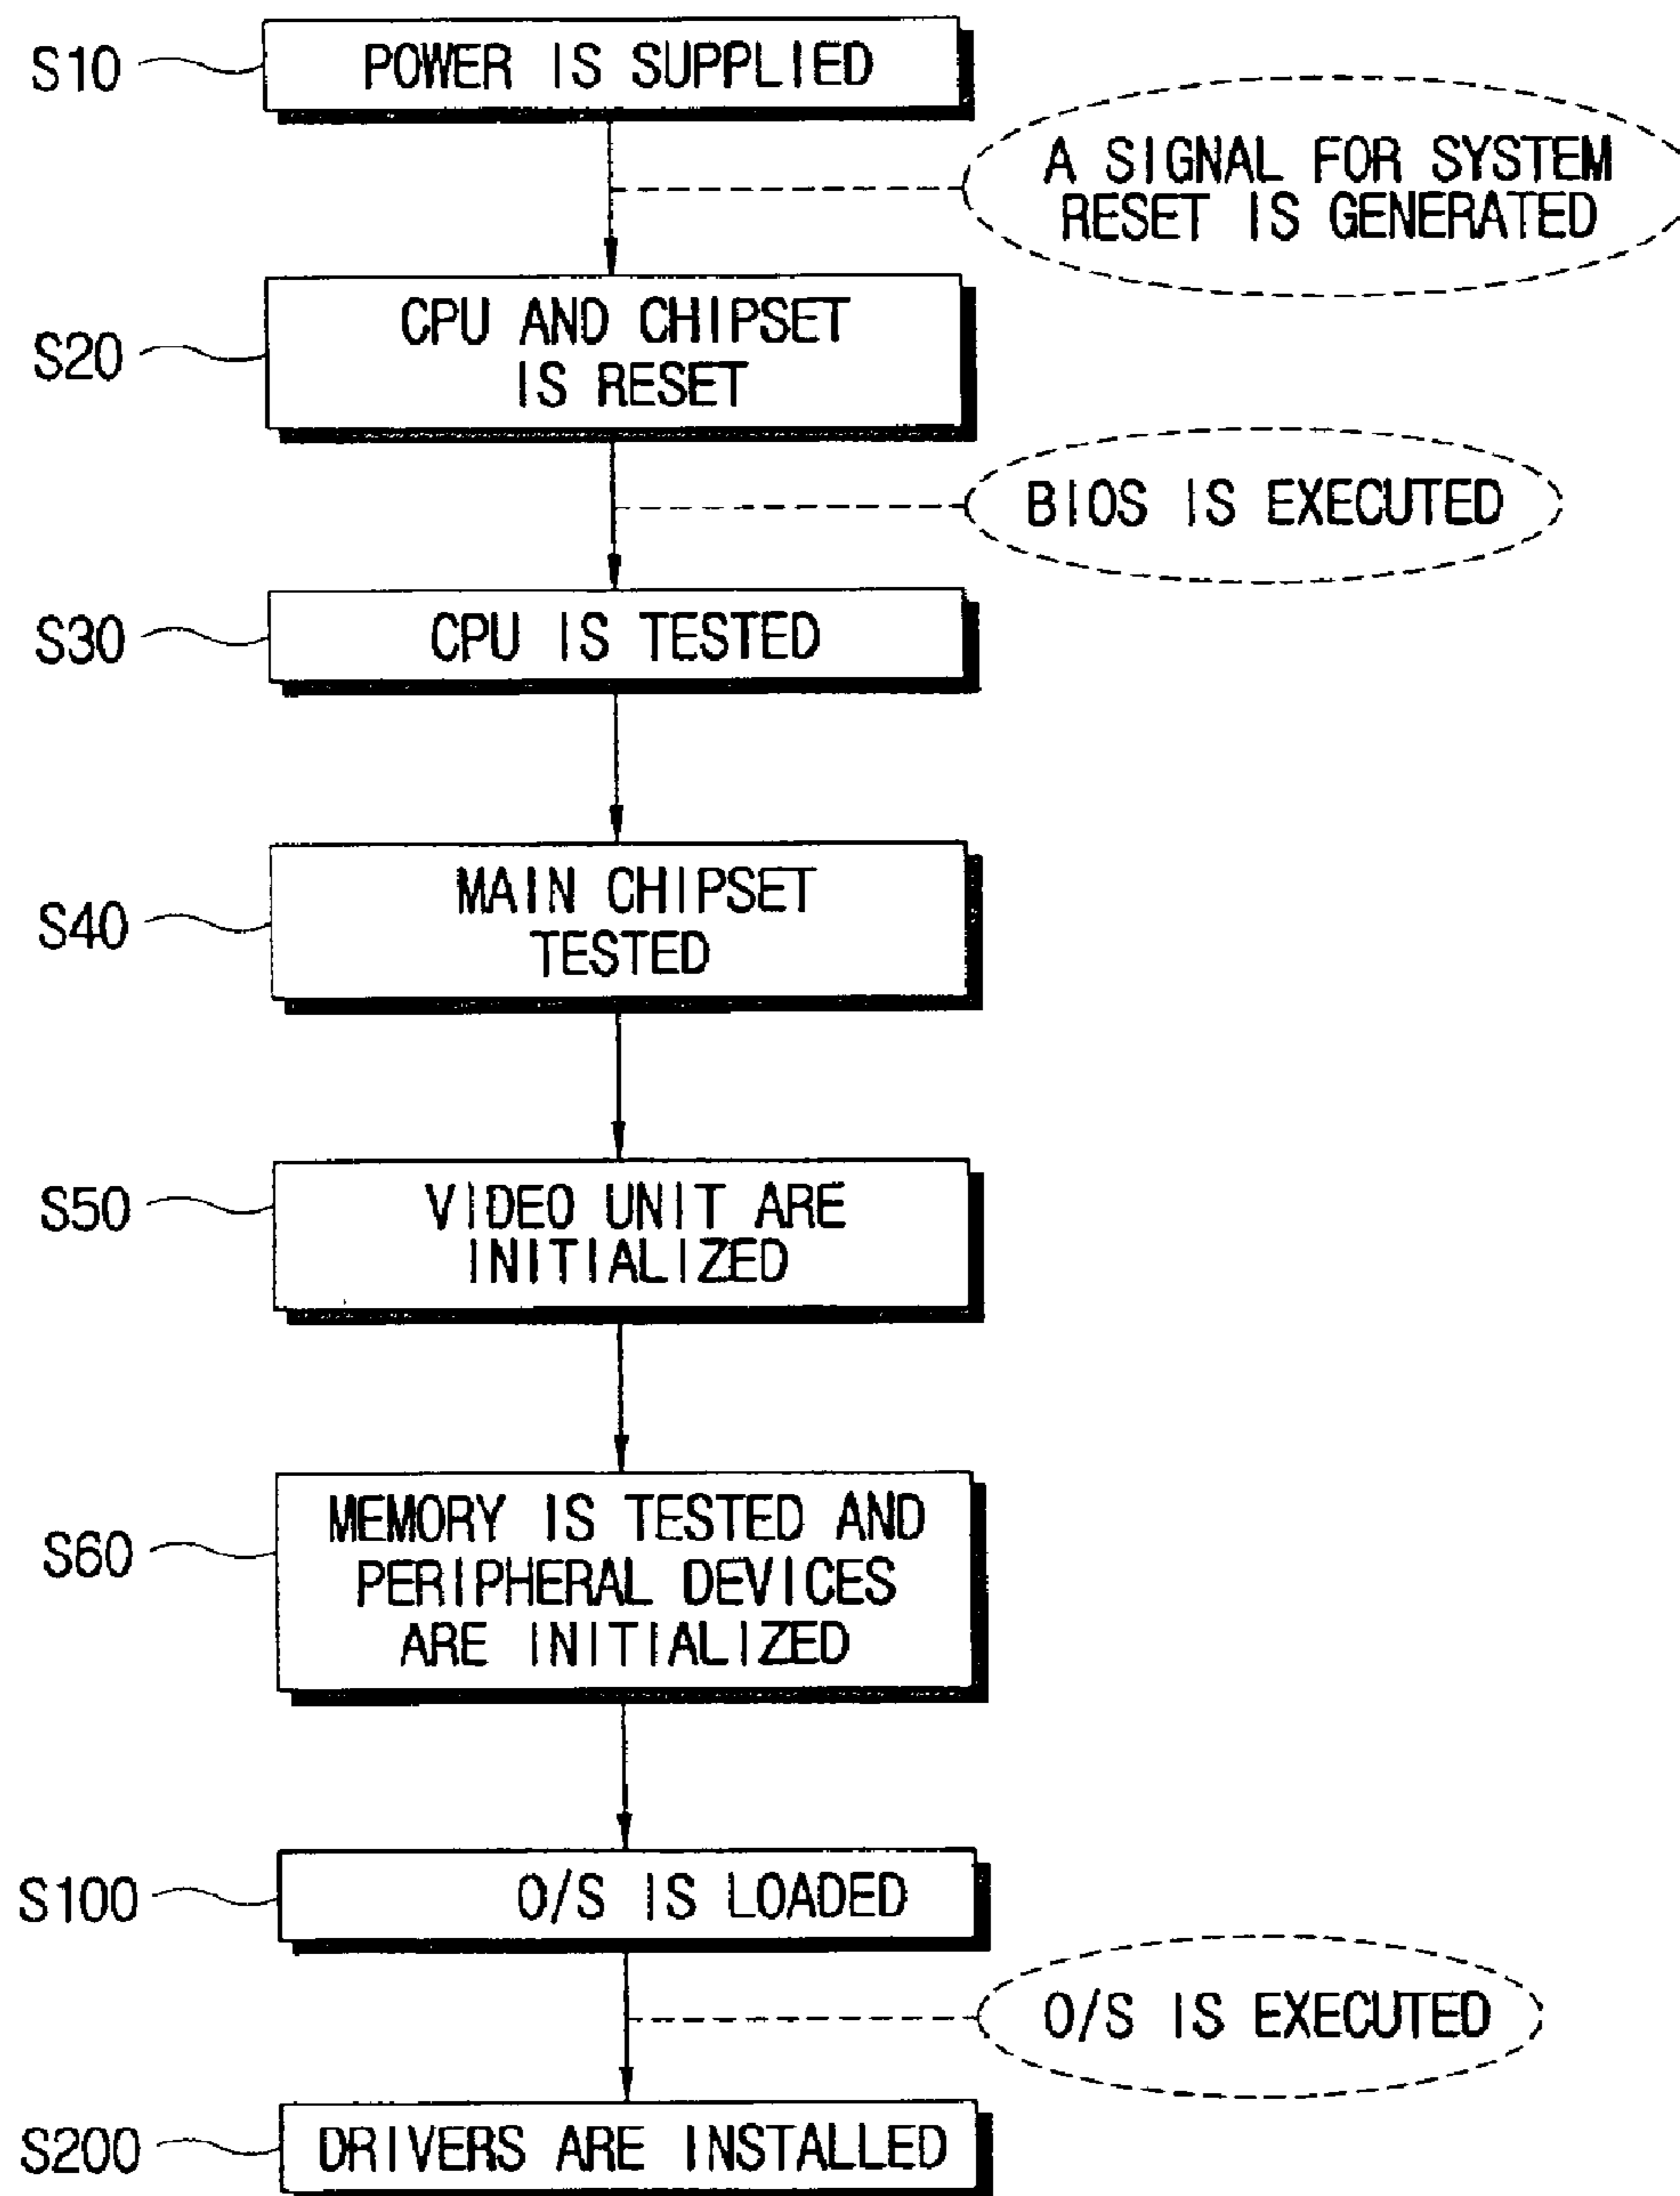 S10
POWER IS SUPPLIED
A SIGNAL FOR SYSTEM
RESET IS GENERATED
S20
CPU AND CHIPSET
IS RESET
BIOS IS EXECUTED
S30
CPU IS TESTED
S40
MAIN CHIPSET
TESTED
S50
VIDEO UNIT ARE
INITIALIZED
S60
MEMORY IS TESTED AND
PERIPHERAL DEVICES
ARE INITIALIZED
S100
O/S IS LOADED
O/S IS EXECUTED
S200
DRIVERS ARE INSTALLED